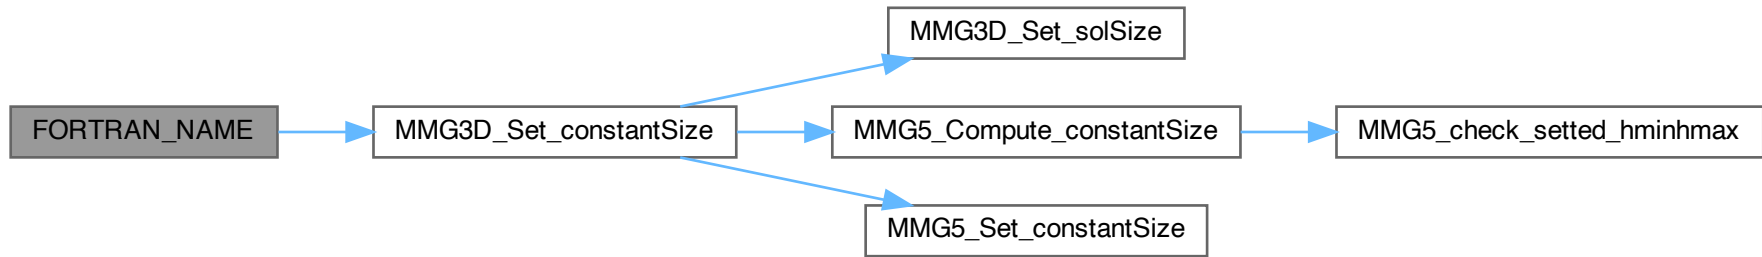 MMG3D_Set_solSize
FORTRAN_NAME
MMG3D_Set_constantSize
MMG5_Compute_constantSize
MMG5_check_setted_hminhmax
MMG5_Set_constantSize